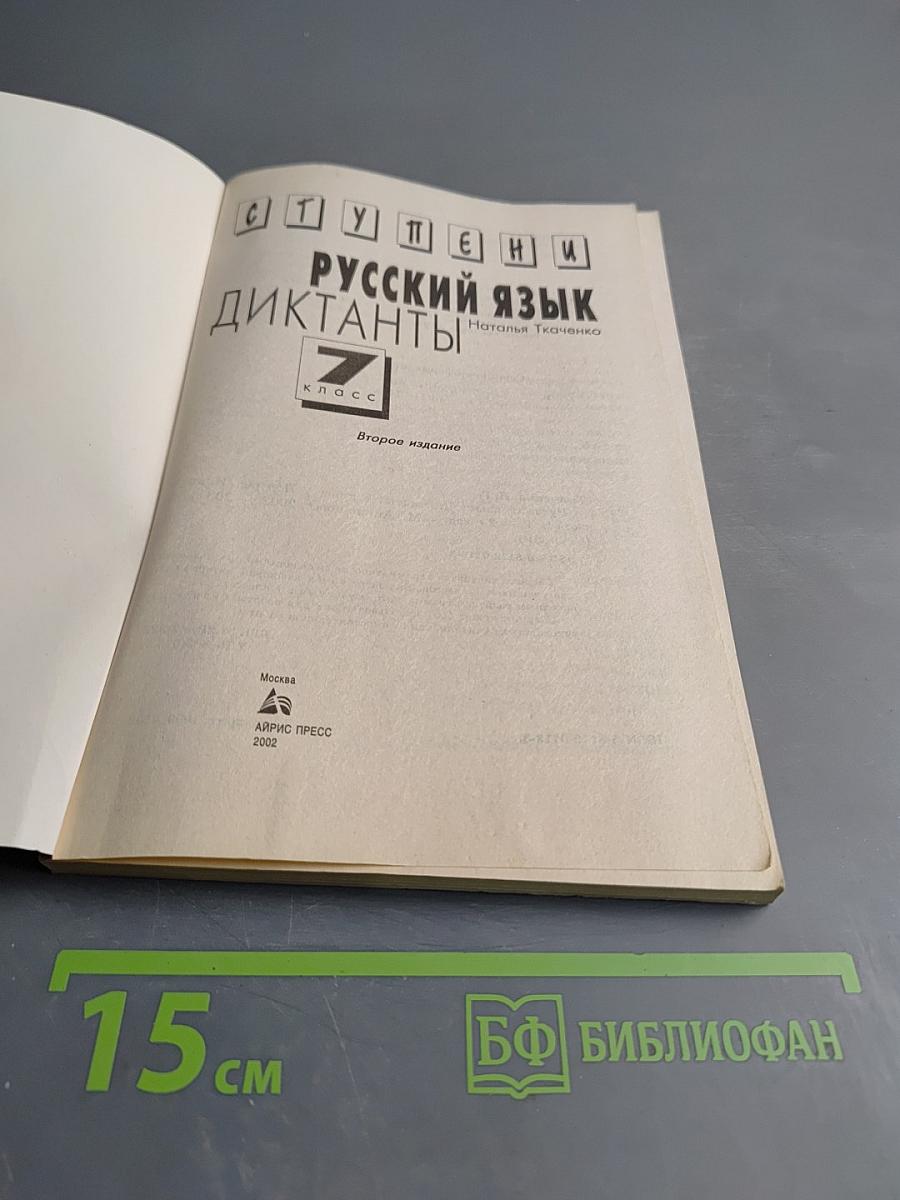 СТУПЕНИ
РУССКИЙ ЯЗЫК
ДИКТАНТЫ
Наталья Ткаченко
7
класс
Второе издание
Москва
АЙРИС ПРЕСС
2002
15 см
БФ БИБЛИОФАН